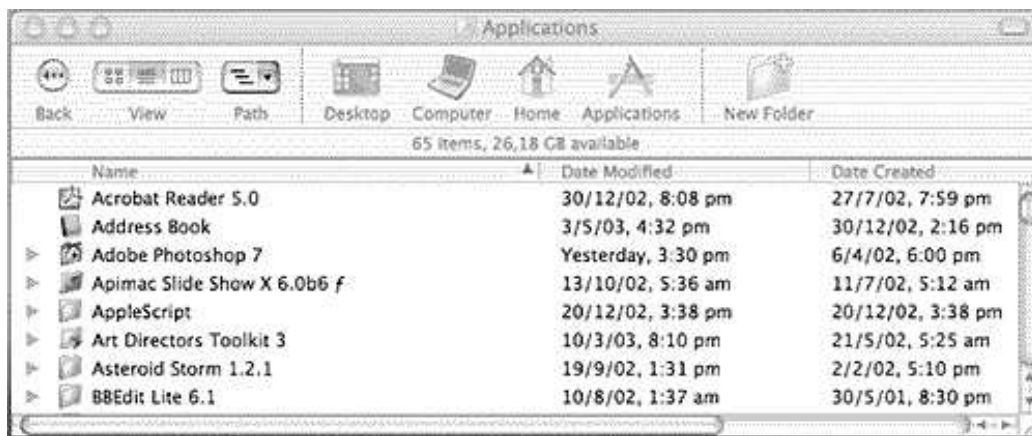 Applications
Back View Path Desktop Computer Home Applications New Folder
65 items, 26,18 GB available
Name Date Modified Date Created
Acrobat Reader 5.0 30/12/02, 8:08 pm 27/7/02, 7:59 pm
Address Book 3/5/03, 4:32 pm 30/12/02, 2:16 pm
Adobe Photoshop 7 Yesterday, 3:30 pm 6/4/02, 6:00 pm
Apimac Slide Show X 6.0b6 ƒ 13/10/02, 5:36 am 11/7/02, 5:12 am
AppleScript 20/12/02, 3:38 pm 20/12/02, 3:38 pm
Art Directors Toolkit 3 10/3/03, 8:10 pm 21/5/02, 5:25 am
Asteroid Storm 1.2.1 19/9/02, 1:31 pm 2/2/02, 5:10 pm
BBEdit Lite 6.1 10/8/02, 1:37 am 30/5/01, 8:30 pm